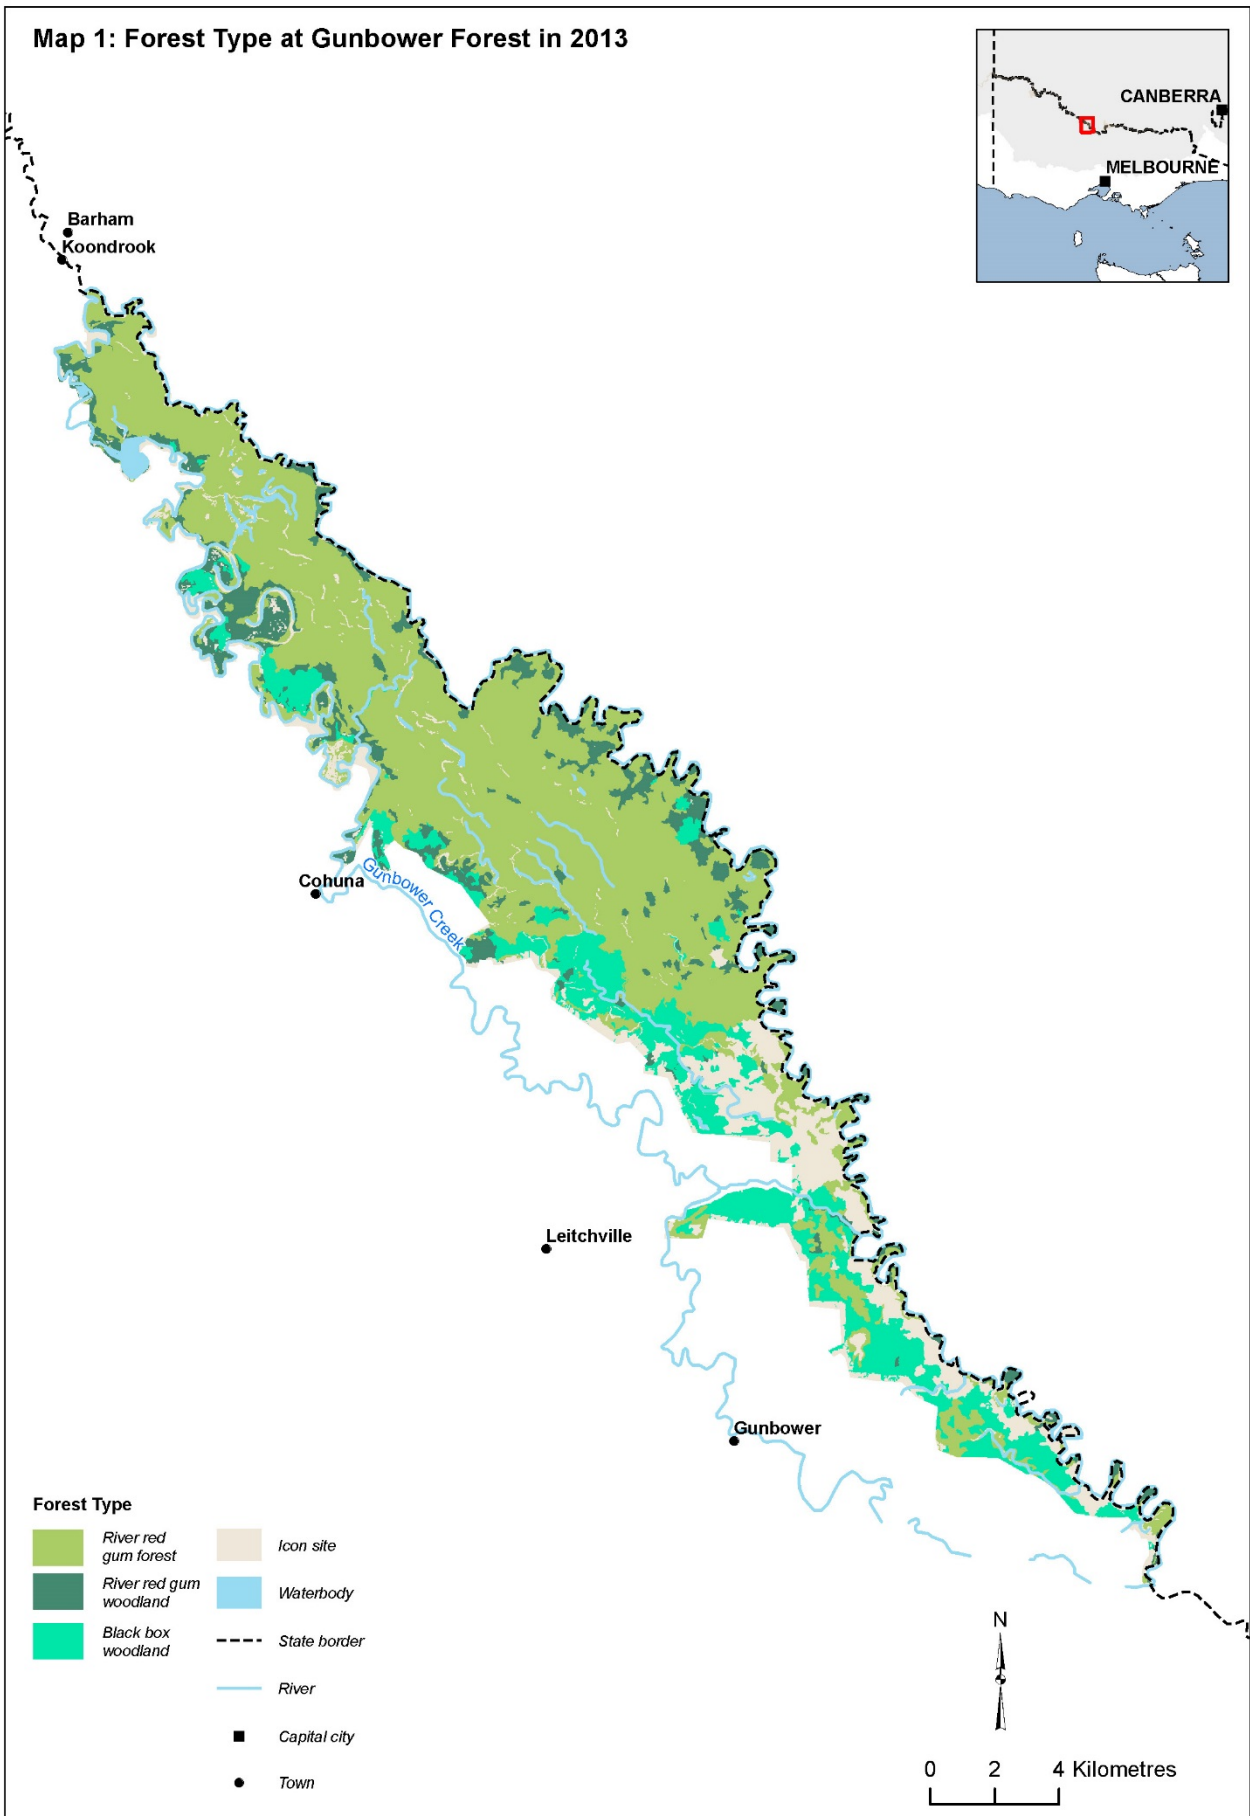 Map 1: Forest Type at Gunbower Forest in 2013
CANBERRA
MELBOURNE
Barham
Koondrook
Cohuna
Gunbower Creek
Leitchville
Gunbower
Forest Type
River red
gum forest
River red gum
woodland
Black box
woodland
Icon site
Waterbody
State border
River
Capital city
Town
N
0 2 4 Kilometres